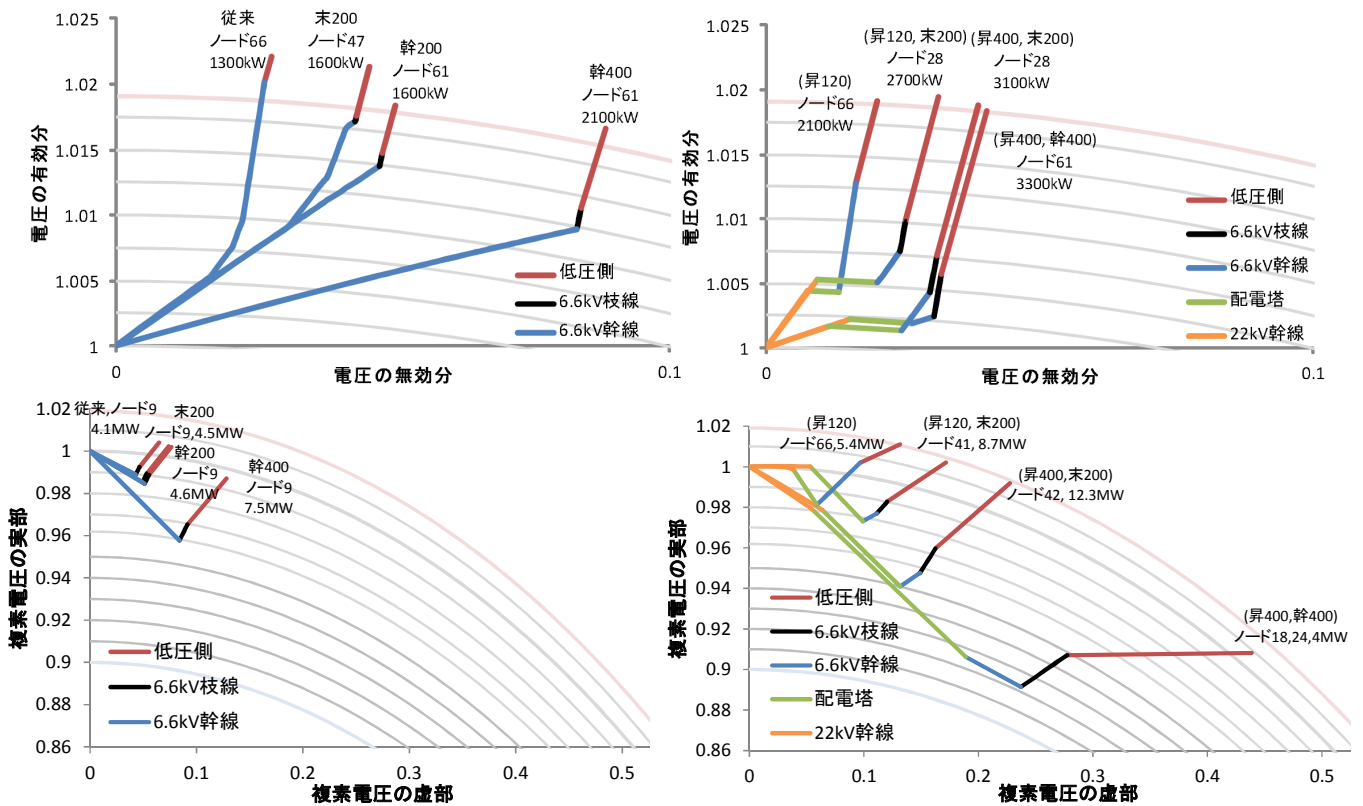 1.025
1.02
1.015
1.01
1.005
1
0
0.1
電圧の有効分
電圧の無効分
従来
ノード66
1300kW
末200
ノード47
1600kW
幹200
ノード61
1600kW
幹400
ノード61
2100kW
低圧側
6.6kV枝線
6.6kV幹線
1.025
1.02
1.015
1.01
1.005
1
0
0.1
電圧の有効分
電圧の無効分
(昇120)
ノード66
2100kW
(昇120, 末200)
ノード28
2700kW
(昇400, 末200)
ノード28
3100kW
(昇400, 幹400)
ノード61
3300kW
低圧側
6.6kV枝線
6.6kV幹線
配電塔
22kV幹線
1.02
1
0.98
0.96
0.94
0.92
0.9
0.88
0.86
0
0.1
0.2
0.3
0.4
0.5
複素電圧の実部
複素電圧の虚部
従来,ノード9
4.1MW
末200
ノード9,4.5MW
幹200
ノード9
4.6MW
幹400
ノード9
7.5MW
低圧側
6.6kV枝線
6.6kV幹線
1.02
1
0.98
0.96
0.94
0.92
0.9
0.88
0.86
0
0.1
0.2
0.3
0.4
0.5
複素電圧の実部
複素電圧の虚部
(昇120)
ノード66,5.4MW
(昇120, 末200)
ノード41, 8.7MW
(昇400,末200)
ノード42, 12.3MW
(昇400,幹400)
ノード18,24,4MW
低圧側
6.6kV枝線
6.6kV幹線
配電塔
22kV幹線